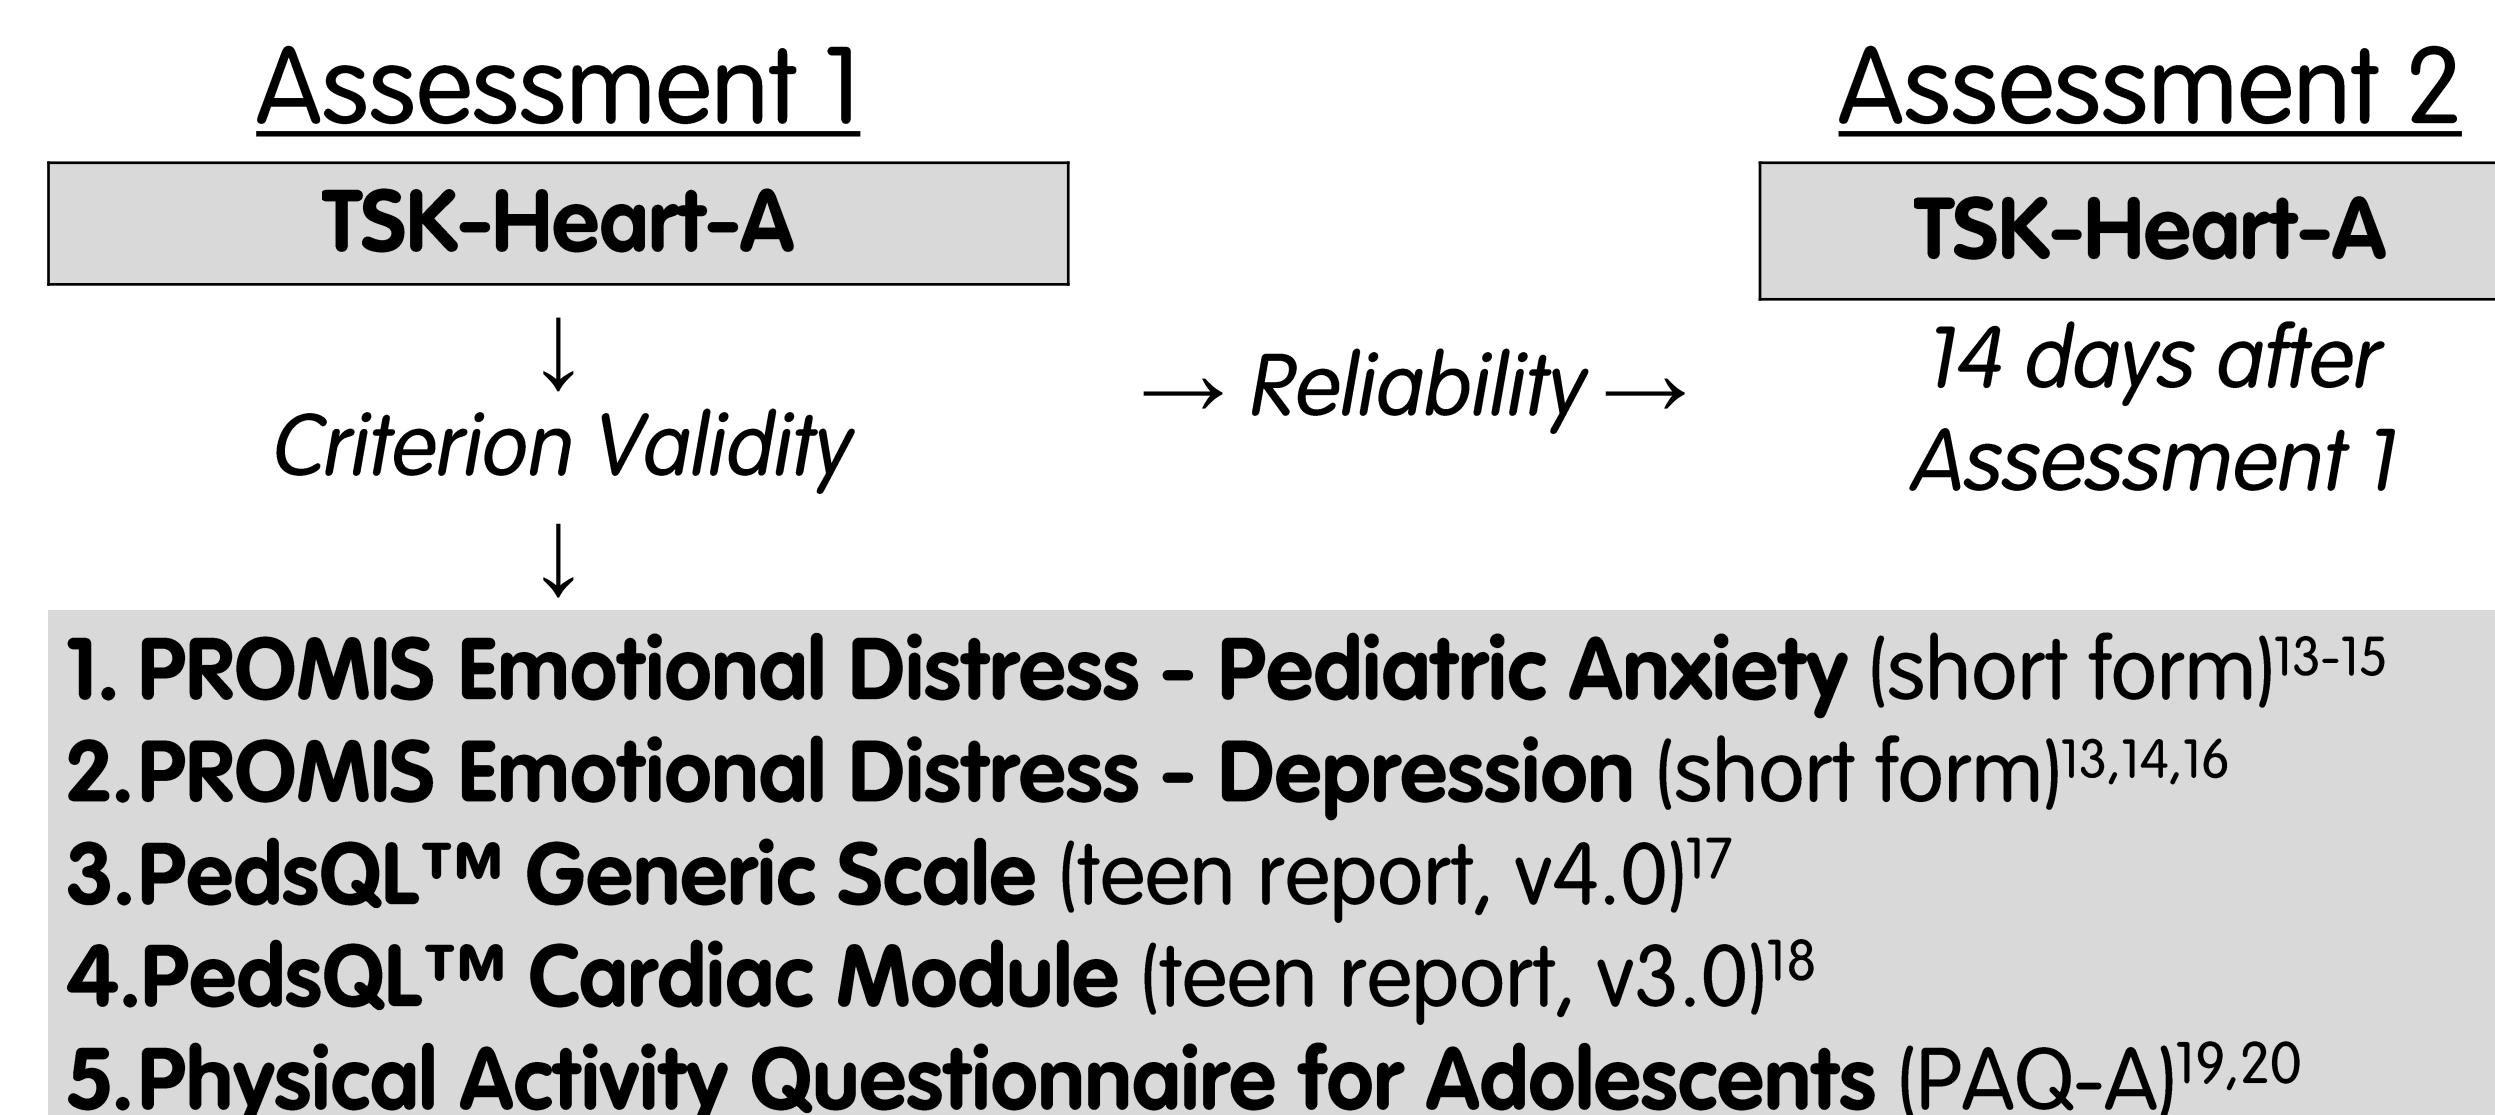 Assessment 1
Assessment 2
TSK-Heart-A
TSK-Heart-A
↓
Criterion Validity
↓
→ Reliability →
14 days after
Assessment 1
1. PROMIS Emotional Distress - Pediatric Anxiety (short form)13-15
2. PROMIS Emotional Distress - Depression (short form)13,14,16
3. PedsQL™ Generic Scale (teen report, v4.0)17
4. PedsQL™ Cardiac Module (teen report, v3.0)18
5. Physical Activity Questionnaire for Adolescents (PAQ-A)19,20